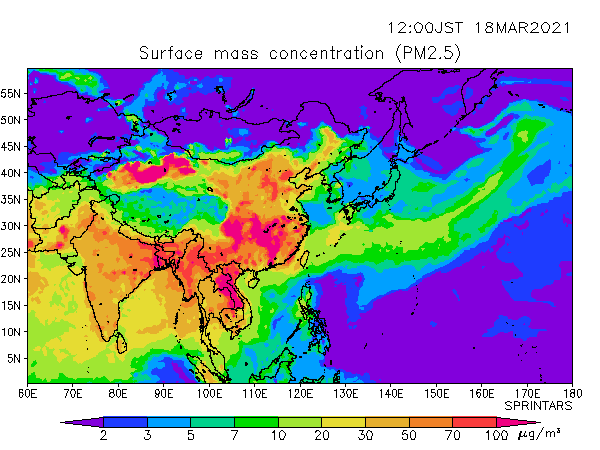 12:00JST 18MAR2021
Surface mass concentration (PM2.5)
55N
50N
45N
40N
35N
30N
25N
20N
15N
10N
5N
60E 70E 80E 90E 100E 110E 120E 130E 140E 150E 160E 170E 180
SPRINTARS
2 3 5 7 10 20 30 50 70 100 μg/m³